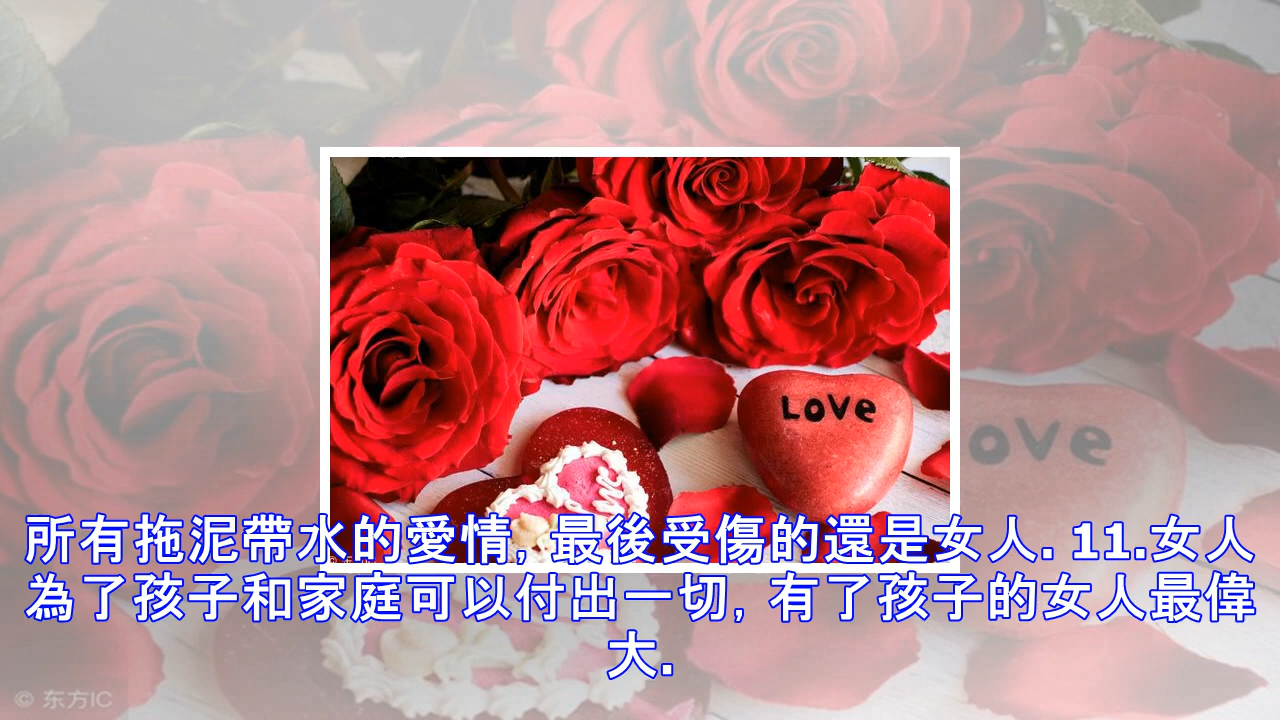 LOVE
ove
所有拖泥帶水的愛情, 最後受傷的還是女人. 11.女人
為了孩子和家庭可以付出一切, 有了孩子的女人最偉
大.
© 东方IC